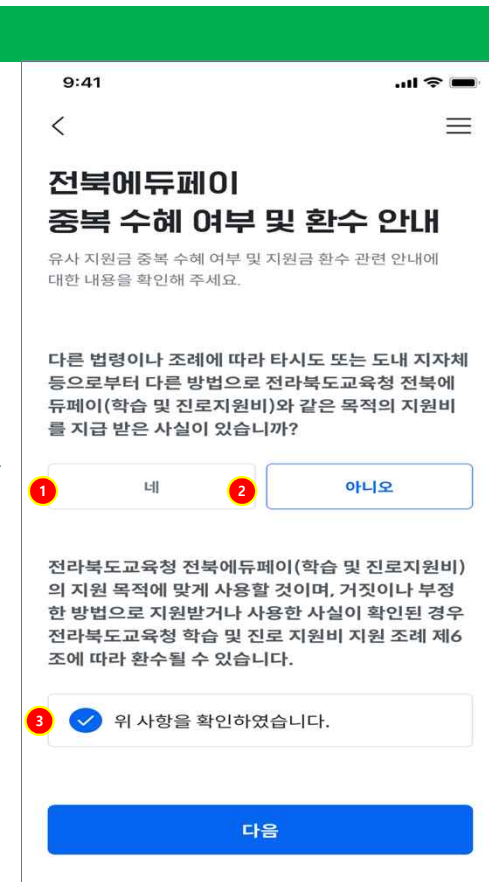 9:41
전북에듀페이
중복 수혜 여부 및 환수 안내
유사 지원금 중복 수혜 여부 및 지원금 환수 관련 안내에
대한 내용을 확인해 주세요.
다른 법령이나 조례에 따라 타시도 또는 도내 지자체
등으로부터 다른 방법으로 전라북도교육청 전북에
듀페이(학습 및 진로지원비)와 같은 목적의 지원비
를 지급 받은 사실이 있습니까?
1 네 2 아니오
전라북도교육청 전북에듀페이(학습 및 진로지원비)
의 지원 목적에 맞게 사용할 것이며, 거짓이나 부정
한 방법으로 지원받거나 사용한 사실이 확인된 경우
전라북도교육청 학습 및 진로 지원비 지원 조례 제6
조에 따라 환수될 수 있습니다.
3 위 사항을 확인하였습니다.
다음